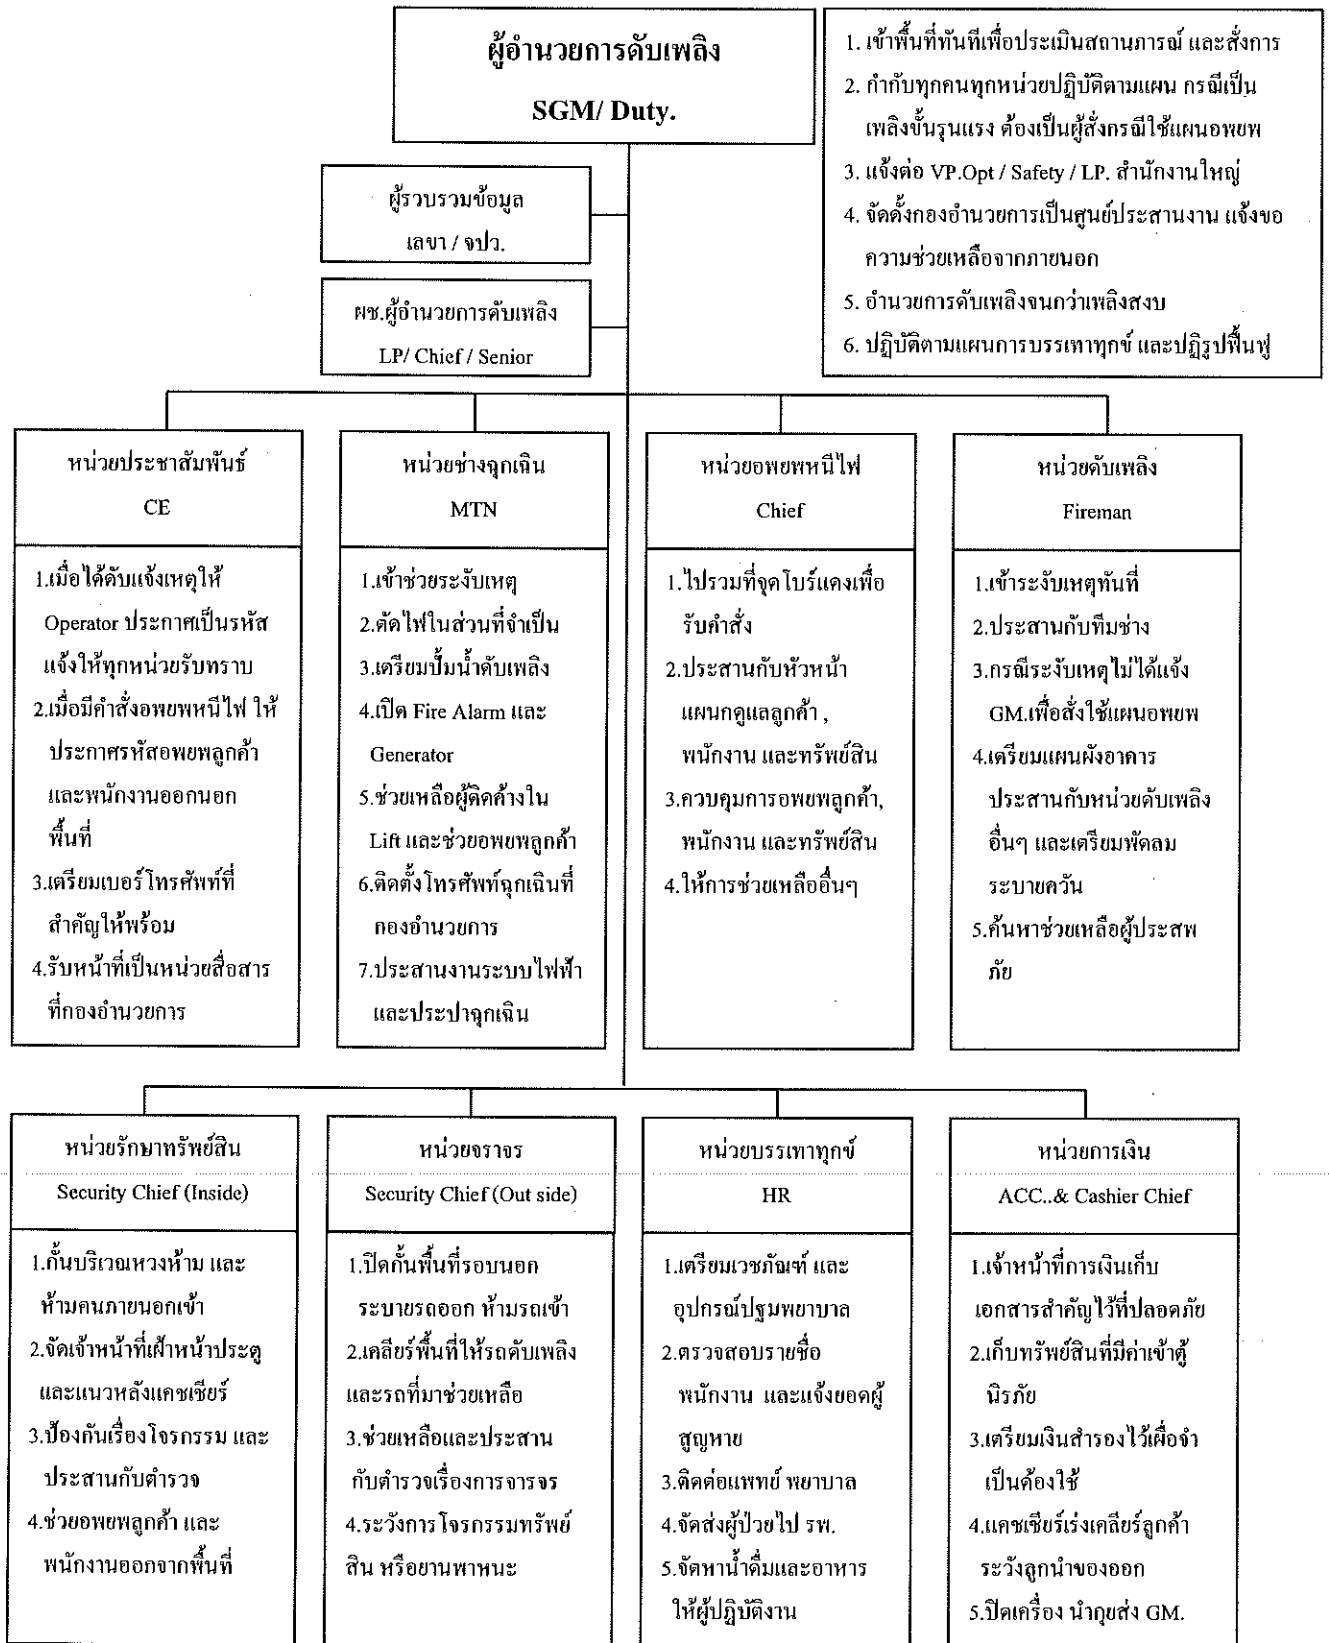 ผู้อำนวยการดับเพลิง
SGM/ Duty.
1. เข้าพื้นที่ทันทีเพื่อประเมินสถานภารณ์ และสั่งการ
2. กำกับทุกคนทุกหน่วยปฏิบัติตามแผน กรณีเป็น
เพลิงขั้นรุนแรง ต้องเป็นผู้สั่งกรณีใช้แผนอพยพ
3. แจ้งต่อ VP.Opt / Safety / LP. สำนักงานใหญ่
4. จัดตั้งกองอำนวยการเป็นศูนย์ประสานงาน แจ้งขอ
ความช่วยเหลือจากภายนอก
5. อำนวยการดับเพลิงจนกว่าเพลิงสงบ
6. ปฏิบัติตามแผนการบรรเทาทุกข์ และปฏิรูปฟื้นฟู
ผู้รวบรวมข้อมูล
เลขา / จปว.
ผช.ผู้อำนวยการดับเพลิง
LP/ Chief / Senior
หน่วยประชาสัมพันธ์
CE
1.เมื่อได้ดับแจ้งเหตุให้
Operator ประกาศเป็นรหัส
แจ้งให้ทุกหน่วยรับทราบ
2.เมื่อมีคำสั่งอพยพหนีไฟ ให้
ประกาศรหัสอพยพลูกค้า
และพนักงานออกนอก
พื้นที่
3.เตรียมเบอร์โทรศัพท์ที่
สำคัญให้พร้อม
4.รับหน้าที่เป็นหน่วยสื่อสาร
ที่กองอำนวยการ
หน่วยช่างฉุกเฉิน
MTN
1.เข้าช่วยระงับเหตุ
2.ตัดไฟในส่วนที่จำเป็น
3.เตรียมปั้มน้ำดับเพลิง
4.เปิด Fire Alarm และ
Generator
5.ช่วยเหลือผู้ติดค้างใน
Lift และช่วยอพยพลูกค้า
6.ติดตั้งโทรศัพท์ฉุกเฉินที่
กองอำนวยการ
7.ประสานงานระบบไฟฟ้า
และประปาฉุกเฉิน
หน่วยอพยพหนีไฟ
Chief
1.ไปรวมที่จุดโบร์แดงเพื่อ
รับคำสั่ง
2.ประสานกับหัวหน้า
แผนกดูแลลูกค้า ,
พนักงาน และทรัพย์สิน
3.ควบคุมการอพยพลูกค้า,
พนักงาน และทรัพย์สิน
4.ให้การช่วยเหลืออื่นๆ
หน่วยดับเพลิง
Fireman
1.เข้าระงับเหตุทันที่
2.ประสานกับทีมช่าง
3.กรณีระงับเหตุไม่ได้แจ้ง
GM.เพื่อสั่งใช้แผนอพยพ
4.เตรียมแผนผังอาคาร
ประสานกับหน่วยดับเพลิง
อื่นๆ และเตรียมพัดลม
ระบายควัน
5.ค้นหาช่วยเหลือผู้ประสพ
ภัย
หน่วยรักษาทรัพย์สิน
Security Chief (Inside)
1.กั้นบริเวณหวงห้าม และ
ห้ามคนภายนอกเข้า
2.จัดเจ้าหน้าที่เฝ้าหน้าประตู
และแนวหลังแคชเชียร์
3.ป้องกันเรื่องโจรกรรม และ
ประสานกับตำรวจ
4.ช่วยอพยพลูกค้า และ
พนักงานออกจากพื้นที่
หน่วยจราจร
Security Chief (Out side)
1.ปิดกั้นพื้นที่รอบนอก
ระบายรถออก ห้ามรถเข้า
2.เคลียร์พื้นที่ให้รถดับเพลิง
และรถที่มาช่วยเหลือ
3.ช่วยเหลือและประสาน
กับตำรวจเรื่องการจารจร
4.ระวังการโจรกรรมทรัพย์
สิน หรือยานพาหนะ
หน่วยบรรเทาทุกข์
HR
1.เตรียมเวชภัณฑ์ และ
อุปกรณ์ปฐมพยาบาล
2.ตรวจสอบรายชื่อ
พนักงาน และแจ้งยอดผู้
สูญหาย
3.ติดต่อแพทย์ พยาบาล
4.จัดส่งผู้ป่วยไป รพ.
5.จัดหาน้ำดื่มและอาหาร
ให้ผู้ปฏิบัติงาน
หน่วยการเงิน
ACC..& Cashier Chief
1.เจ้าหน้าที่การเงินเก็บ
เอกสารสำคัญไว้ที่ปลอดภัย
2.เก็บทรัพย์สินที่มีค่าเข้าตู้
นิรภัย
3.เตรียมเงินสำรองไว้เผื่อจำ
เป็นต้องใช้
4.แคชเชียร์เร่งเคลียร์ลูกค้า
ระวังลูกนำของออก
5.ปิดเครื่อง นำกุยส่ง GM.